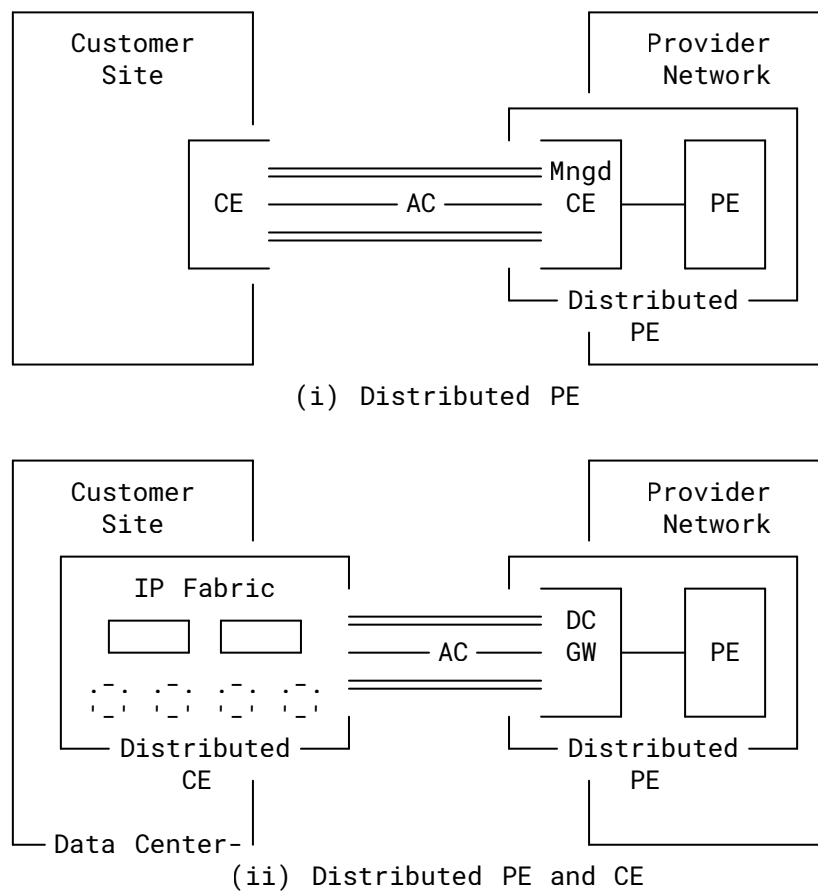 Customer Provider
Site Network
Mngd
CE AC CE PE
Distributed
PE
(i) Distributed PE
Customer Provider
Site Network
IP Fabric
DC
AC GW PE
Distributed Distributed
CE PE
Data Center
(ii) Distributed PE and CE